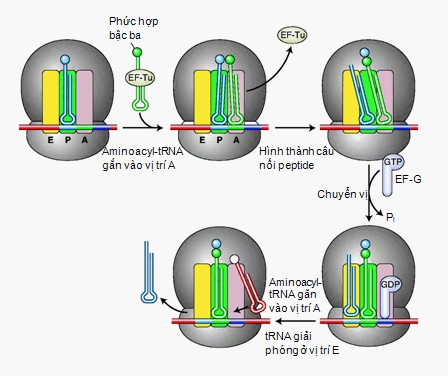 Phức hợp
bậc ba
EF-Tu
EF-Tu
E P A
E P A
Aminoacyl-tRNA
gắn vào vị trí A
Hình thành cầu
nối peptide
GTP
EF-G
Chuyển vị
Pi
GDP
Aminoacyl-
tRNA gắn
vào vị trí A
tRNA giải
phóng ở vị trí E